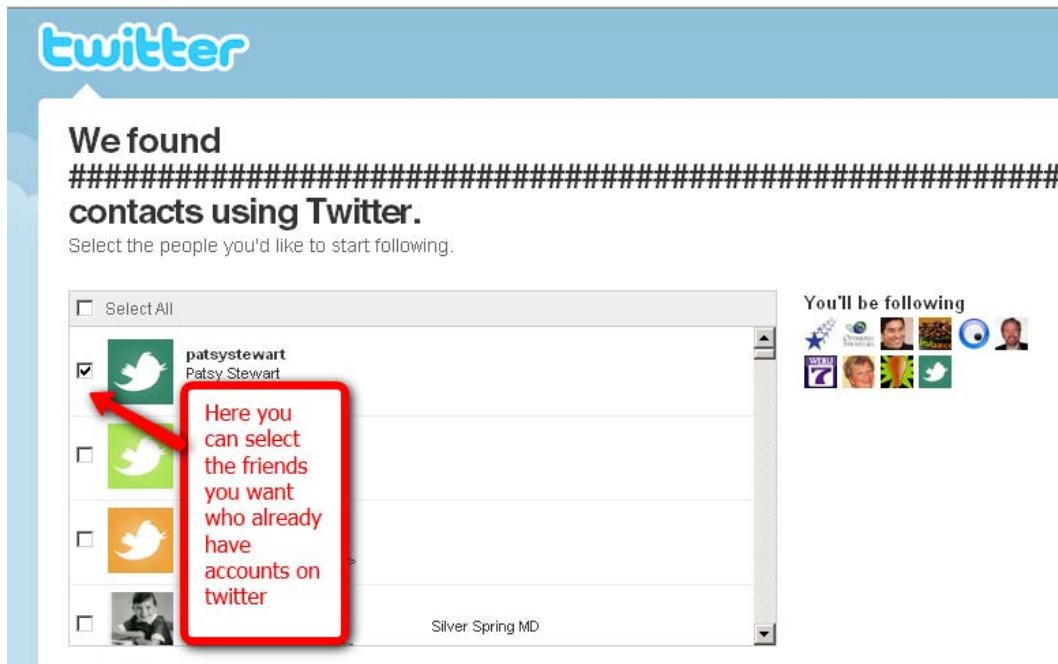 twitter
We found
###################################################################
contacts using Twitter.
Select the people you'd like to start following.
Select All
patsystewart
Patsy Stewart
Here you
can select
the friends
you want
who already
have
accounts on
twitter
Silver Spring MD
You'll be following
WDBJ
7